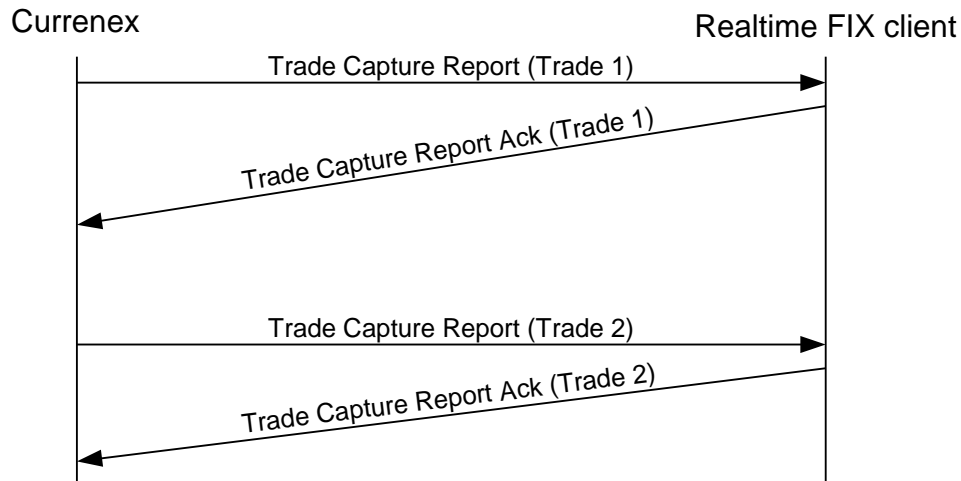 Currenex
Realtime FIX client
Trade Capture Report (Trade 1)
Trade Capture Report Ack (Trade 1)
Trade Capture Report (Trade 2)
Trade Capture Report Ack (Trade 2)